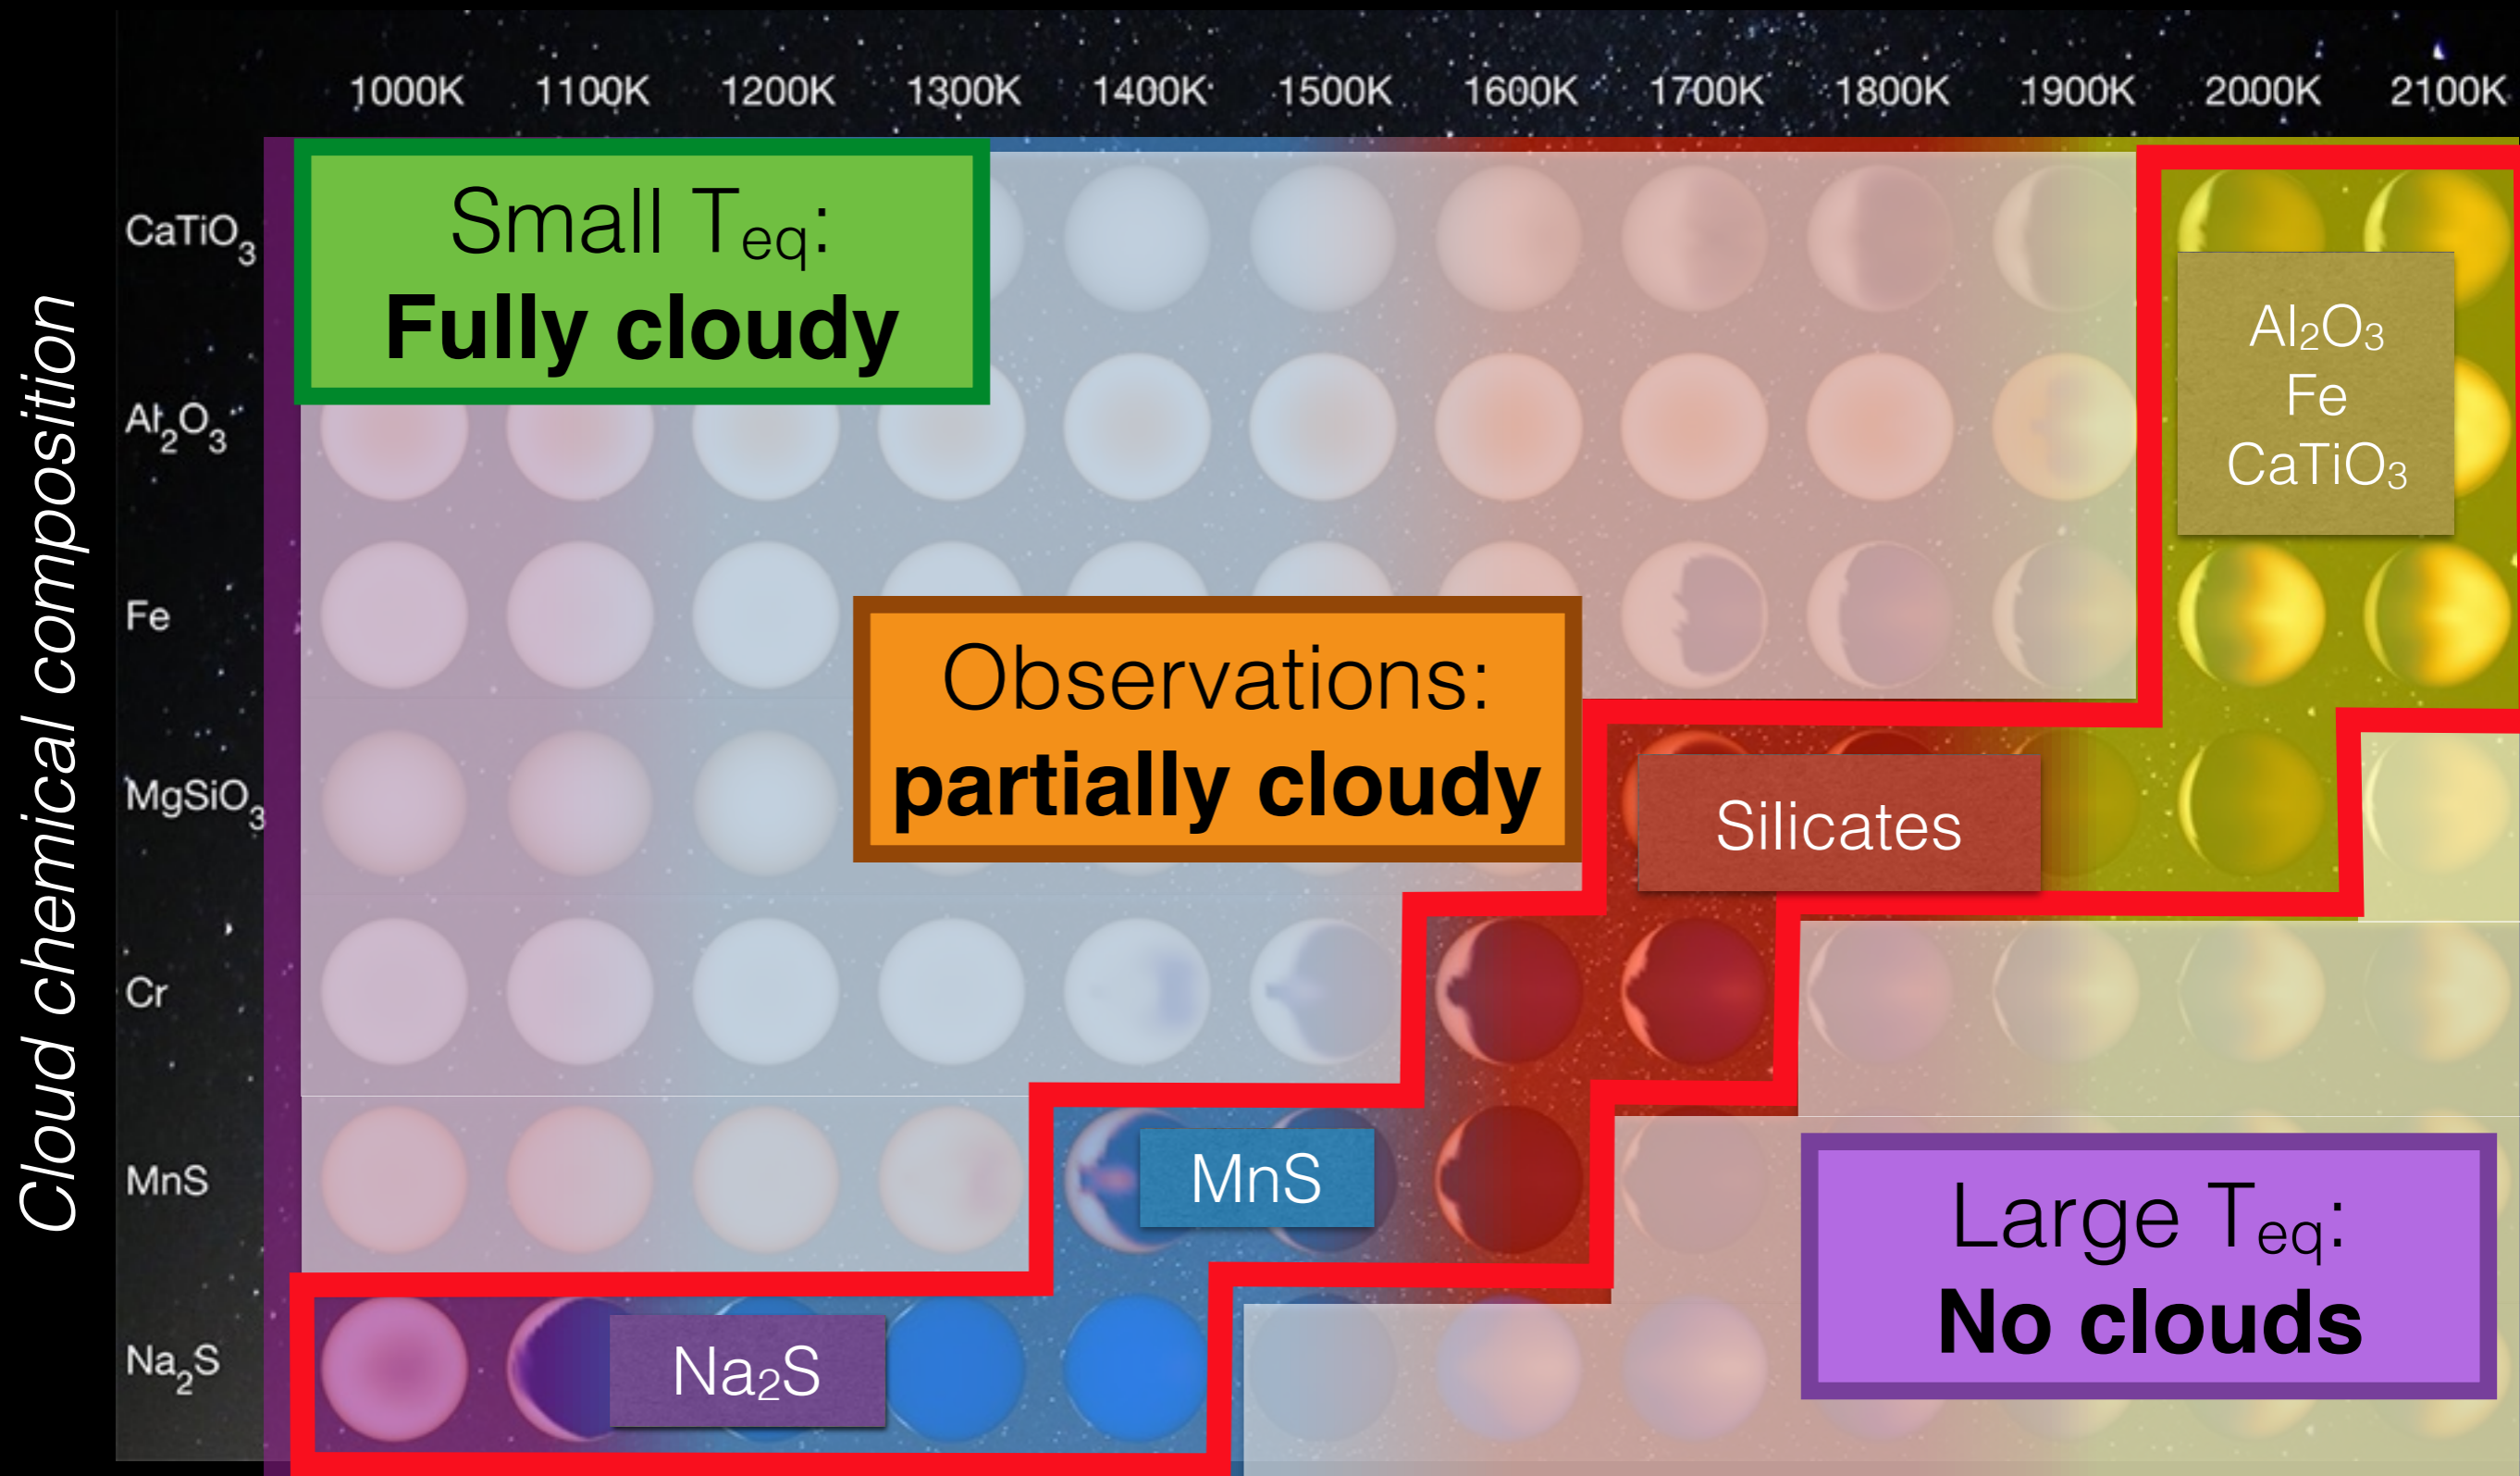 1000K 1100K 1200K 1300K 1400K 1500K 1600K 1700K 1800K 1900K 2000K 2100K
Cloud chemical composition
CaTiO₃
Al₂O₃
Fe
MgSiO₃
Cr
MnS
Na₂S
Small Tₑq:
Fully cloudy
Al₂O₃
Fe
CaTiO₃
Observations:
partially cloudy
Silicates
MnS
Na₂S
Large Tₑq:
No clouds